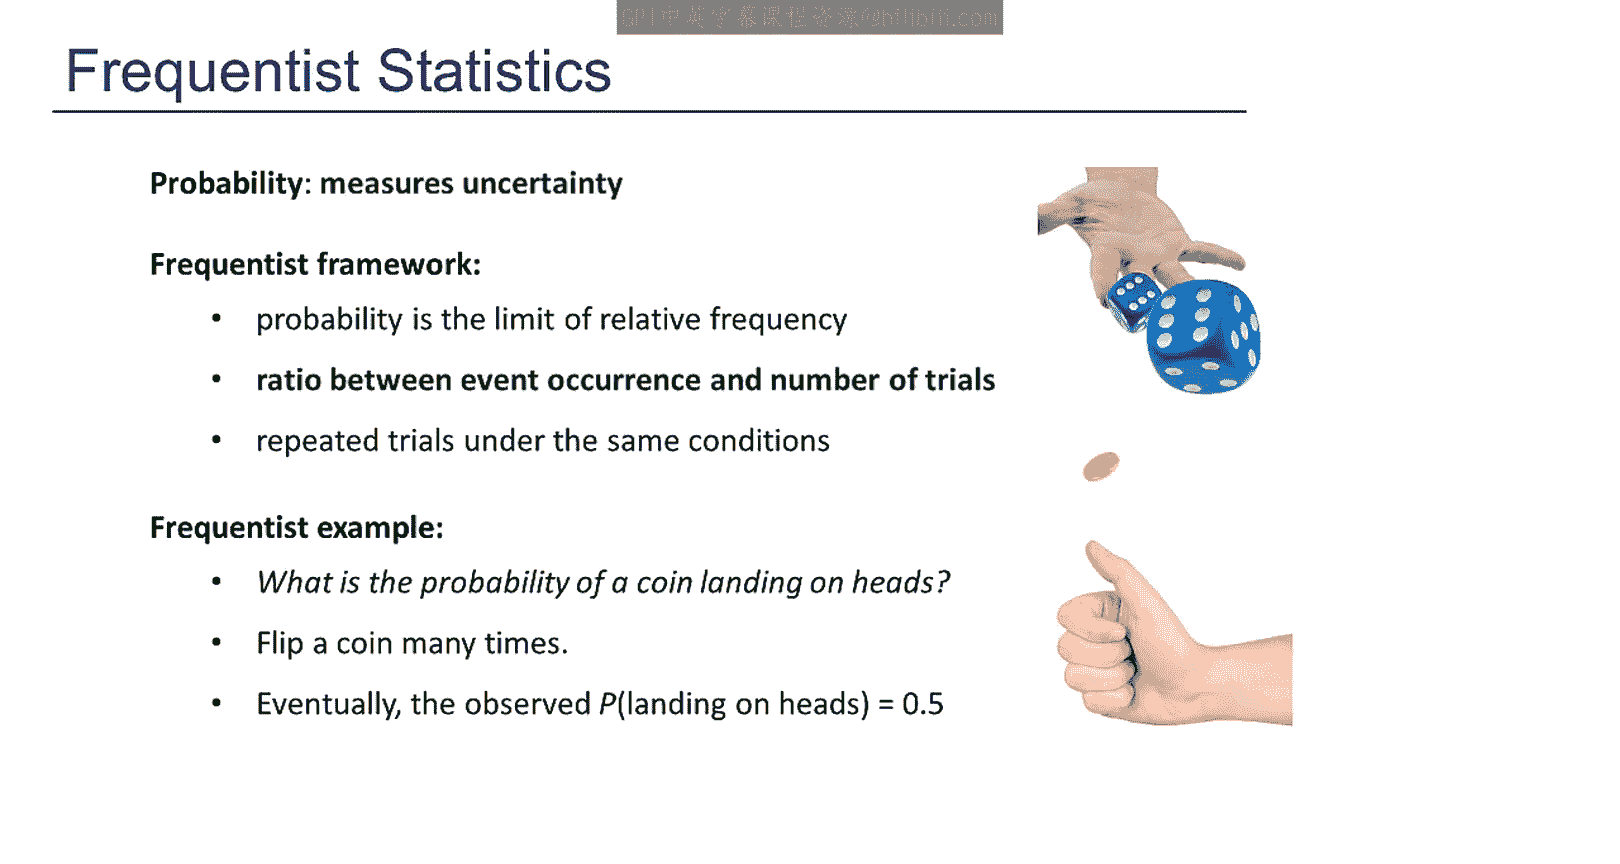 Frequentist Statistics
Probability: measures uncertainty
Frequentist framework:
• probability is the limit of relative frequency
• ratio between event occurrence and number of trials
• repeated trials under the same conditions
Frequentist example:
• What is the probability of a coin landing on heads?
• Flip a coin many times.
• Eventually, the observed P(landing on heads) = 0.5